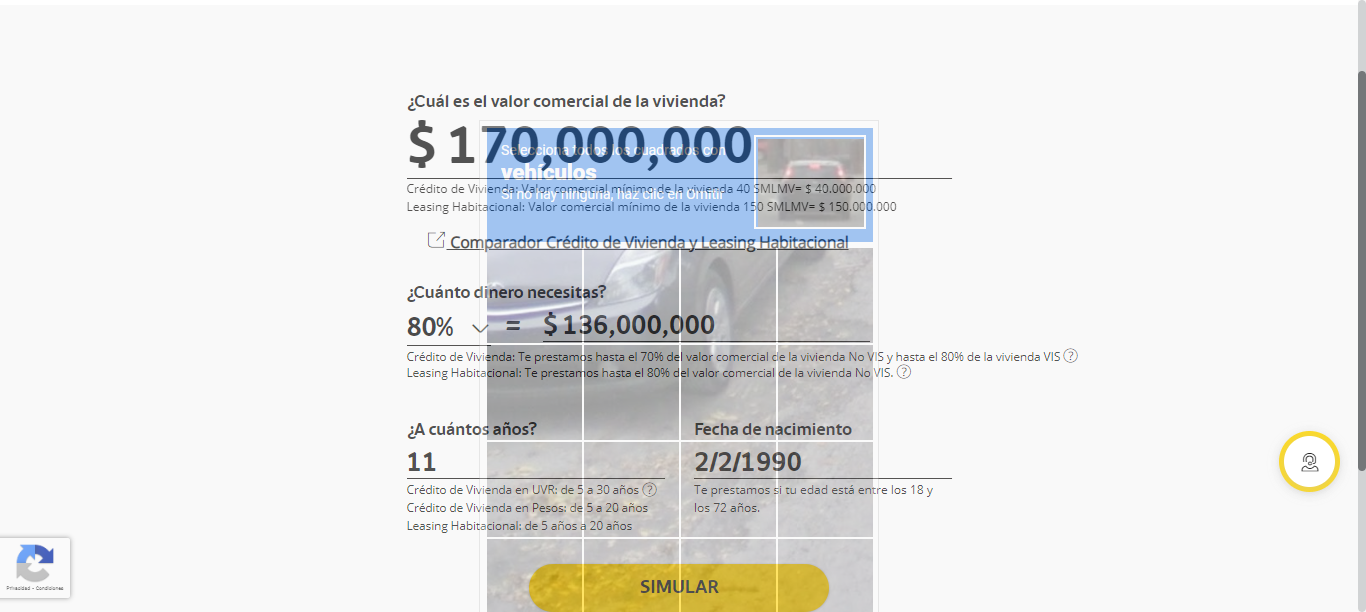 ¿Cuál es el valor comercial de la vivienda?
$ 170,000,000
Selecciona todos los cuadrados con
vehículos
Si no hay ninguna, haz clic en Omitir
Crédito de Vivienda: Valor comercial mínimo de la vivienda 40 SMLMV= $ 40.000.000
Leasing Habitacional: Valor comercial mínimo de la vivienda 150 SMLMV= $ 150.000.000
Comparador Crédito de Vivienda y Leasing Habitacional
¿Cuánto dinero necesitas?
80% = $ 136,000,000
Crédito de Vivienda: Te prestamos hasta el 70% del valor comercial de la vivienda No VIS y hasta el 80% de la vivienda VIS ?
Leasing Habitacional: Te prestamos hasta el 80% del valor comercial de la vivienda No VIS. ?
¿A cuántos años?
11
Crédito de Vivienda en UVR: de 5 a 30 años ?
Crédito de Vivienda en Pesos: de 5 a 20 años
Leasing Habitacional: de 5 años a 20 años
Fecha de nacimiento
2/2/1990
Te prestamos si tu edad está entre los 18 y
los 72 años.
SIMULAR
Privacidad - Condiciones